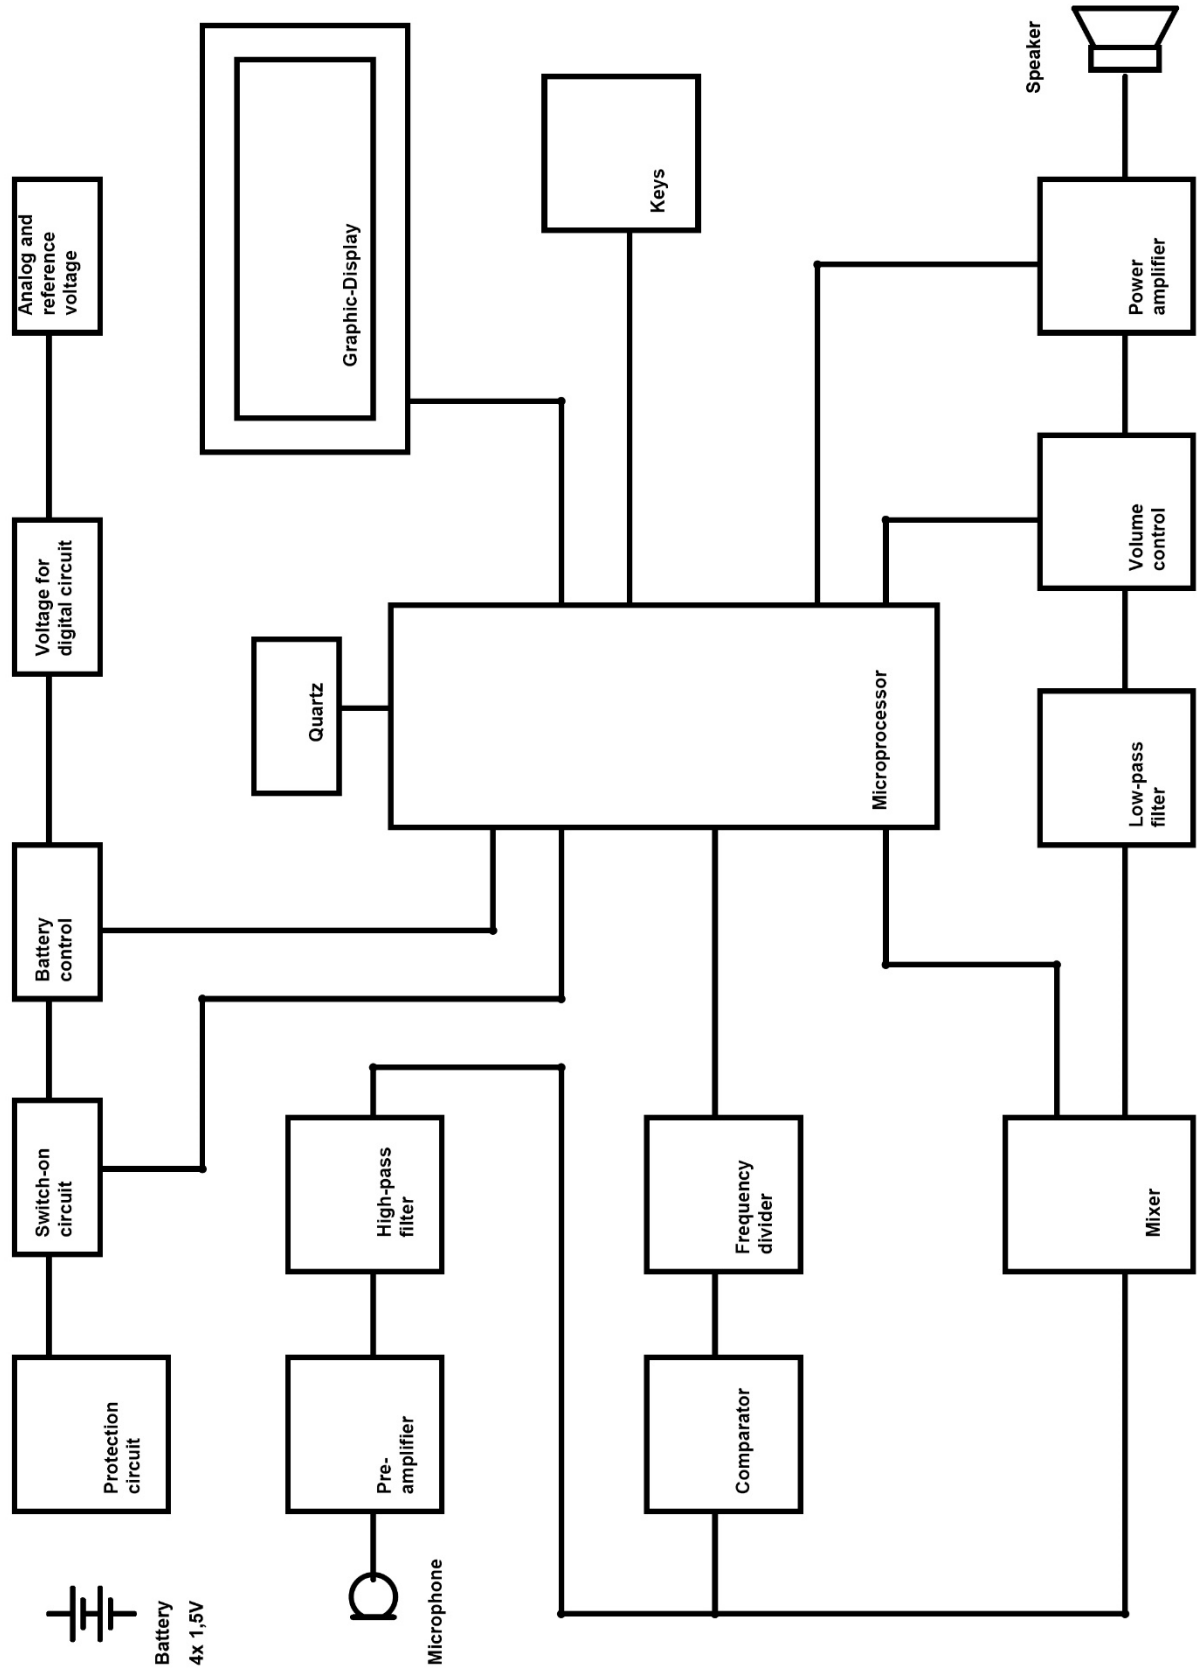 Battery
4x 1,5V
Protection
circuit
Switch-on
circuit
Battery
control
Voltage for
digital circuit
Analog and
reference
voltage
Microphone
Pre-
amplifier
High-pass
filter
Quartz
Graphic-Display
Keys
Comparator
Frequency
divider
Microprocessor
Mixer
Low-pass
filter
Volume
control
Power
amplifier
Speaker